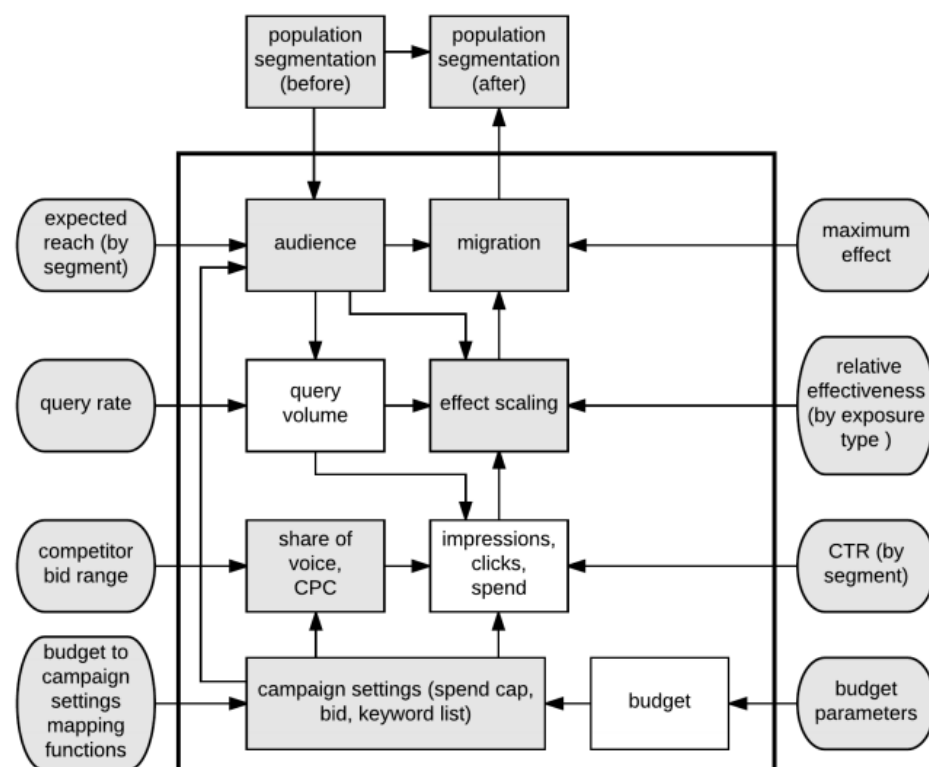 population
segmentation
(before)
population
segmentation
(after)
expected
reach (by
segment)
audience
migration
maximum
effect
query rate
query
volume
effect scaling
relative
effectiveness
(by exposure
type )
competitor
bid range
share of
voice,
CPC
impressions,
clicks,
spend
CTR (by
segment)
budget to
campaign
settings
mapping
functions
campaign settings (spend cap,
bid, keyword list)
budget
budget
parameters